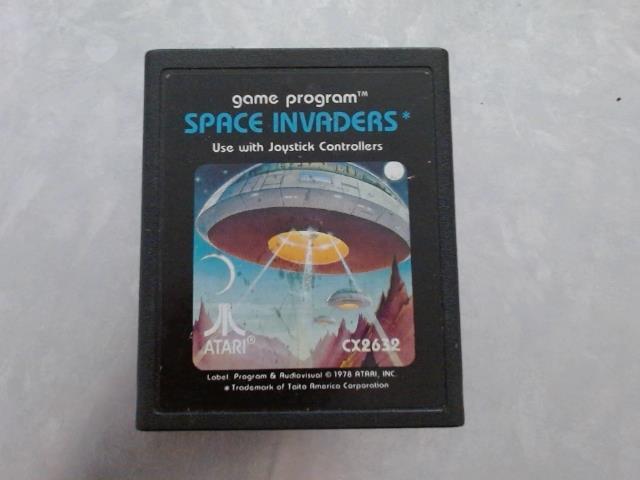 game program™
SPACE INVADERS*
Use with Joystick Controllers
ATARI®
CX2632
Label Program & Audiovisual © 1978 ATARI, INC.
* Trademark of Taito America Corporation